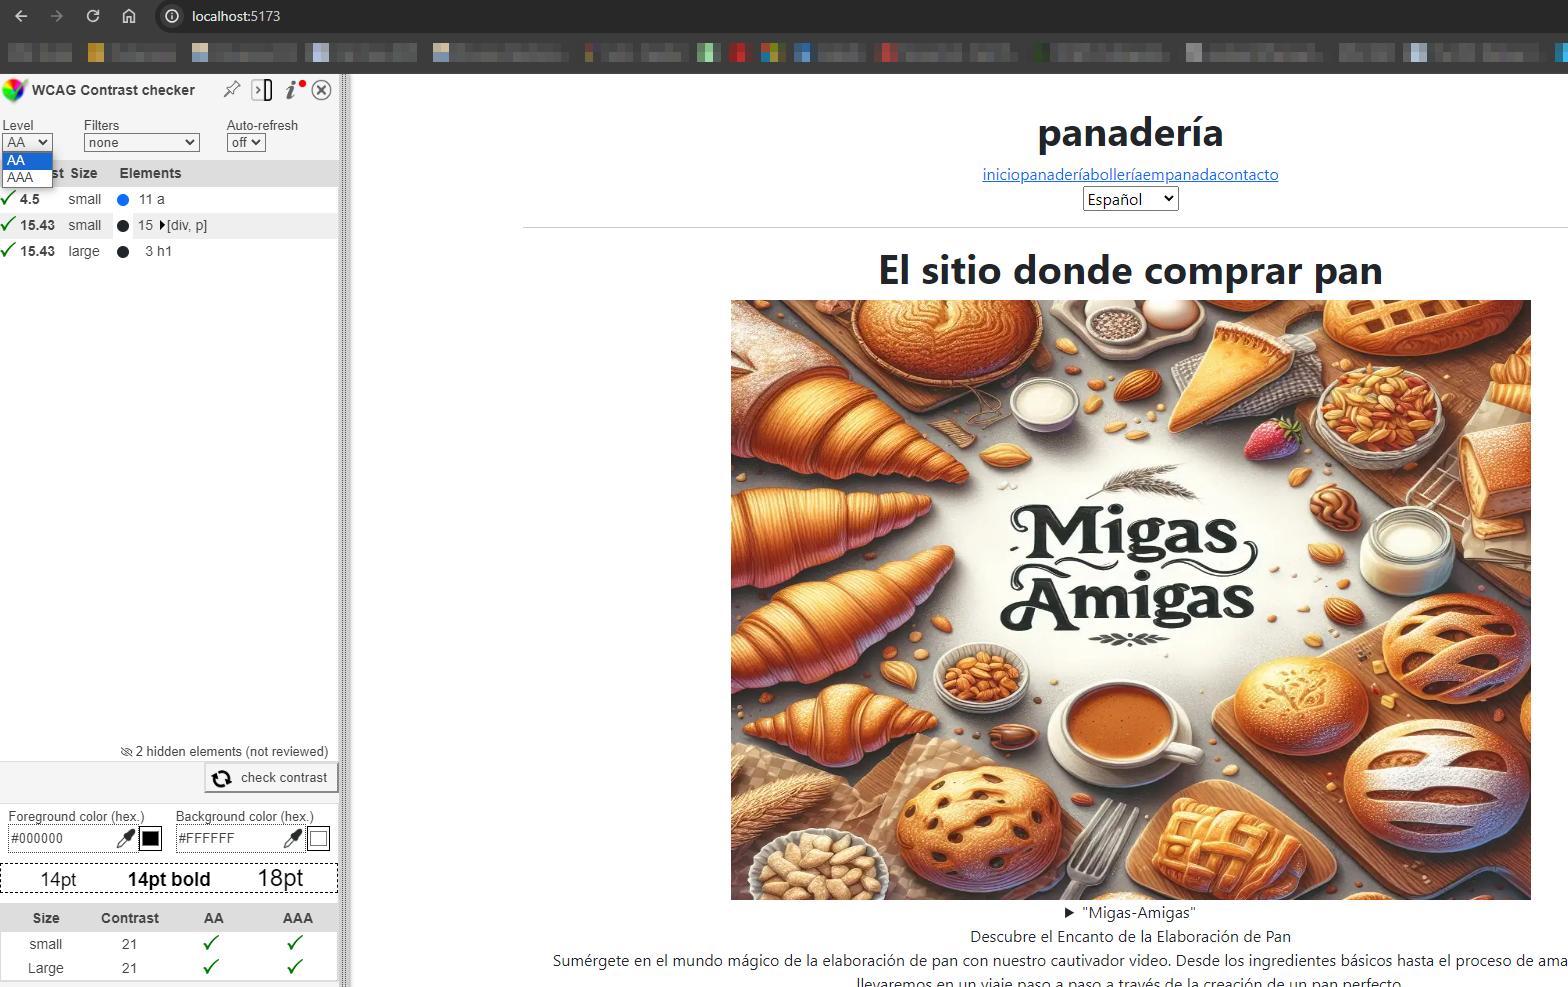 localhost:5173
WCAG Contrast checker
Level Filters Auto-refresh
AA none off
AA
AAA
st Size Elements
4.5 small 11 a
15.43 small 15 [div, p]
15.43 large 3 h1
2 hidden elements (not reviewed)
check contrast
Foreground color (hex.) Background color (hex.)
#000000 #FFFFFF
14pt 14pt bold 18pt
Size Contrast AA AAA
small 21
Large 21
panadería
iniciopanaderíabolleríaempanadacontacto
Español
El sitio donde comprar pan
Migas
Amigas
"Migas-Amigas"
Descubre el Encanto de la Elaboración de Pan
Sumérgete en el mundo mágico de la elaboración de pan con nuestro cautivador video. Desde los ingredientes básicos hasta el proceso de ama
llevaremos en un viaje paso a paso a través de la creación de un pan perfecto